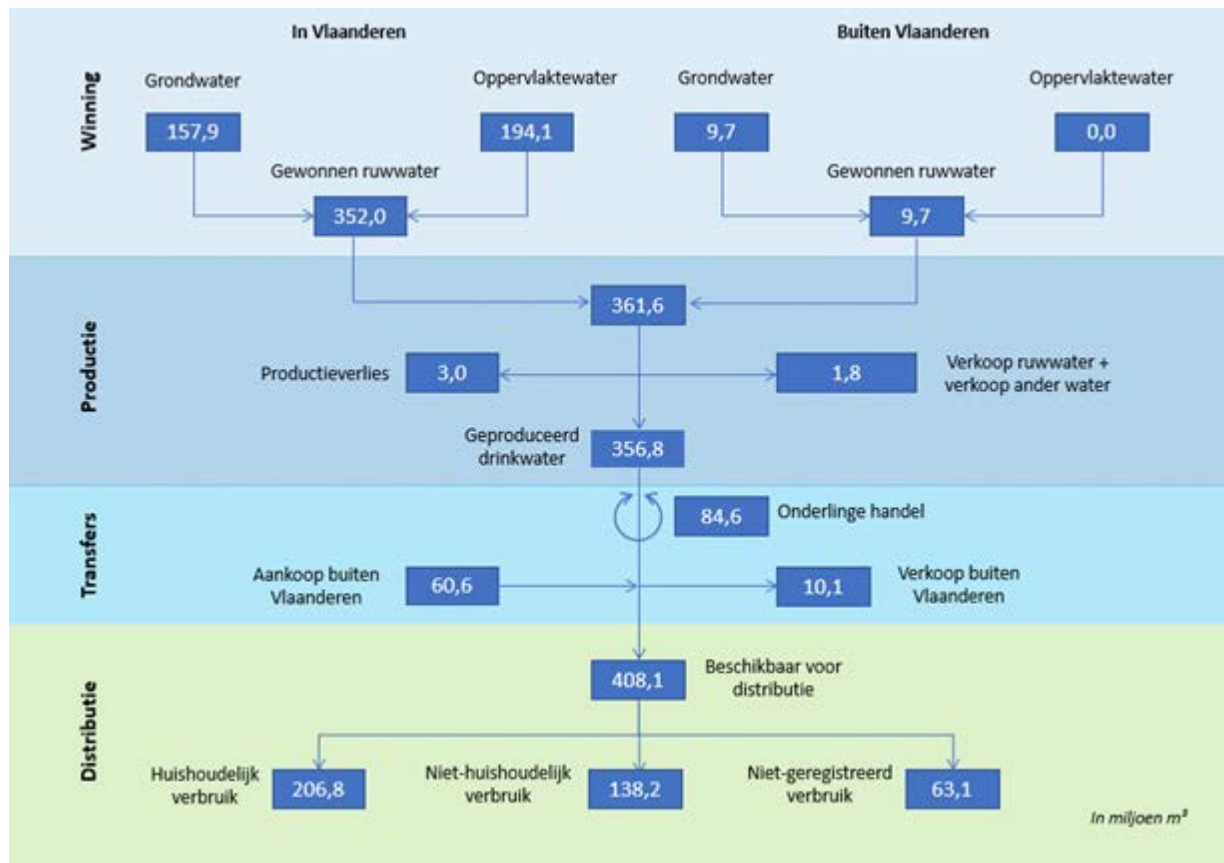 In Vlaanderen
Buiten Vlaanderen
Winning
Grondwater
Oppervlaktewater
Grondwater
Oppervlaktewater
157,9
194,1
9,7
0,0
Gewonnen ruwwater
Gewonnen ruwwater
352,0
9,7
Productie
361,6
Productieverlies
3,0
1,8
Verkoop ruwwater +
verkoop ander water
Geproduceerd
drinkwater
356,8
Transfers
84,6
Onderlinge handel
Aankoop buiten
Vlaanderen
60,6
10,1
Verkoop buiten
Vlaanderen
Distributie
408,1
Beschikbaar voor
distributie
Huishoudelijk
verbruik
206,8
Niet-huishoudelijk
verbruik
138,2
Niet-geregistreerd
verbruik
63,1
In miljoen m³